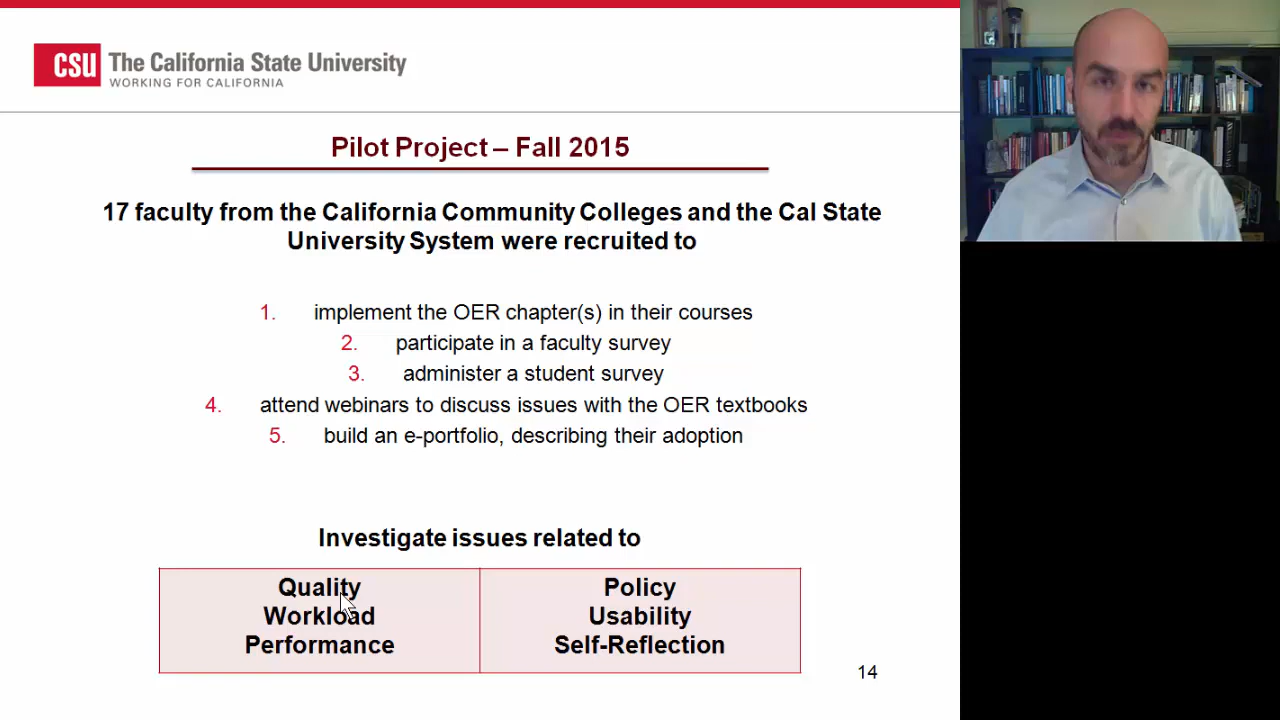 CSU The California State University
WORKING FOR CALIFORNIA
Pilot Project – Fall 2015
17 faculty from the California Community Colleges and the Cal State
University System were recruited to
1. implement the OER chapter(s) in their courses
2. participate in a faculty survey
3. administer a student survey
4. attend webinars to discuss issues with the OER textbooks
5. build an e-portfolio, describing their adoption
Investigate issues related to
Quality Policy
Workload Usability
Performance Self-Reflection
14